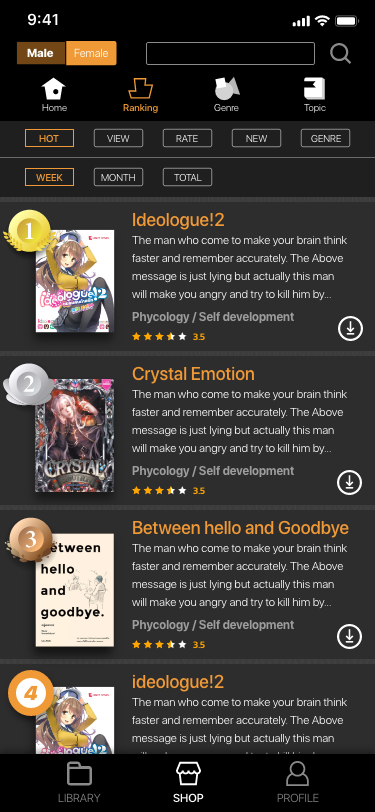 9:41
Male Female
Home Ranking Genre Topic
HOT VIEW RATE NEW GENRE
WEEK MONTH TOTAL
1
Ideologue!2
The man who come to make your brain think
faster and remember accurately. The Above
message is just lying but actually this man
will make you angry and try to kill him by...
Phycology / Self development
3.5
Ideologue!2
2
Crystal Emotion
The man who come to make your brain think
faster and remember accurately. The Above
message is just lying but actually this man
will make you angry and try to kill him by...
Phycology / Self development
3.5
CRYSTAL
3
Between hello and Goodbye
The man who come to make your brain think
faster and remember accurately. The Above
message is just lying but actually this man
will make you angry and try to kill him by...
Phycology / Self development
3.5
between
hello
and
goodbye.
4
ideologue!2
The man who come to make your brain think
faster and remember accurately. The Above
message is just lying but actually this man
LIBRARY SHOP PROFILE